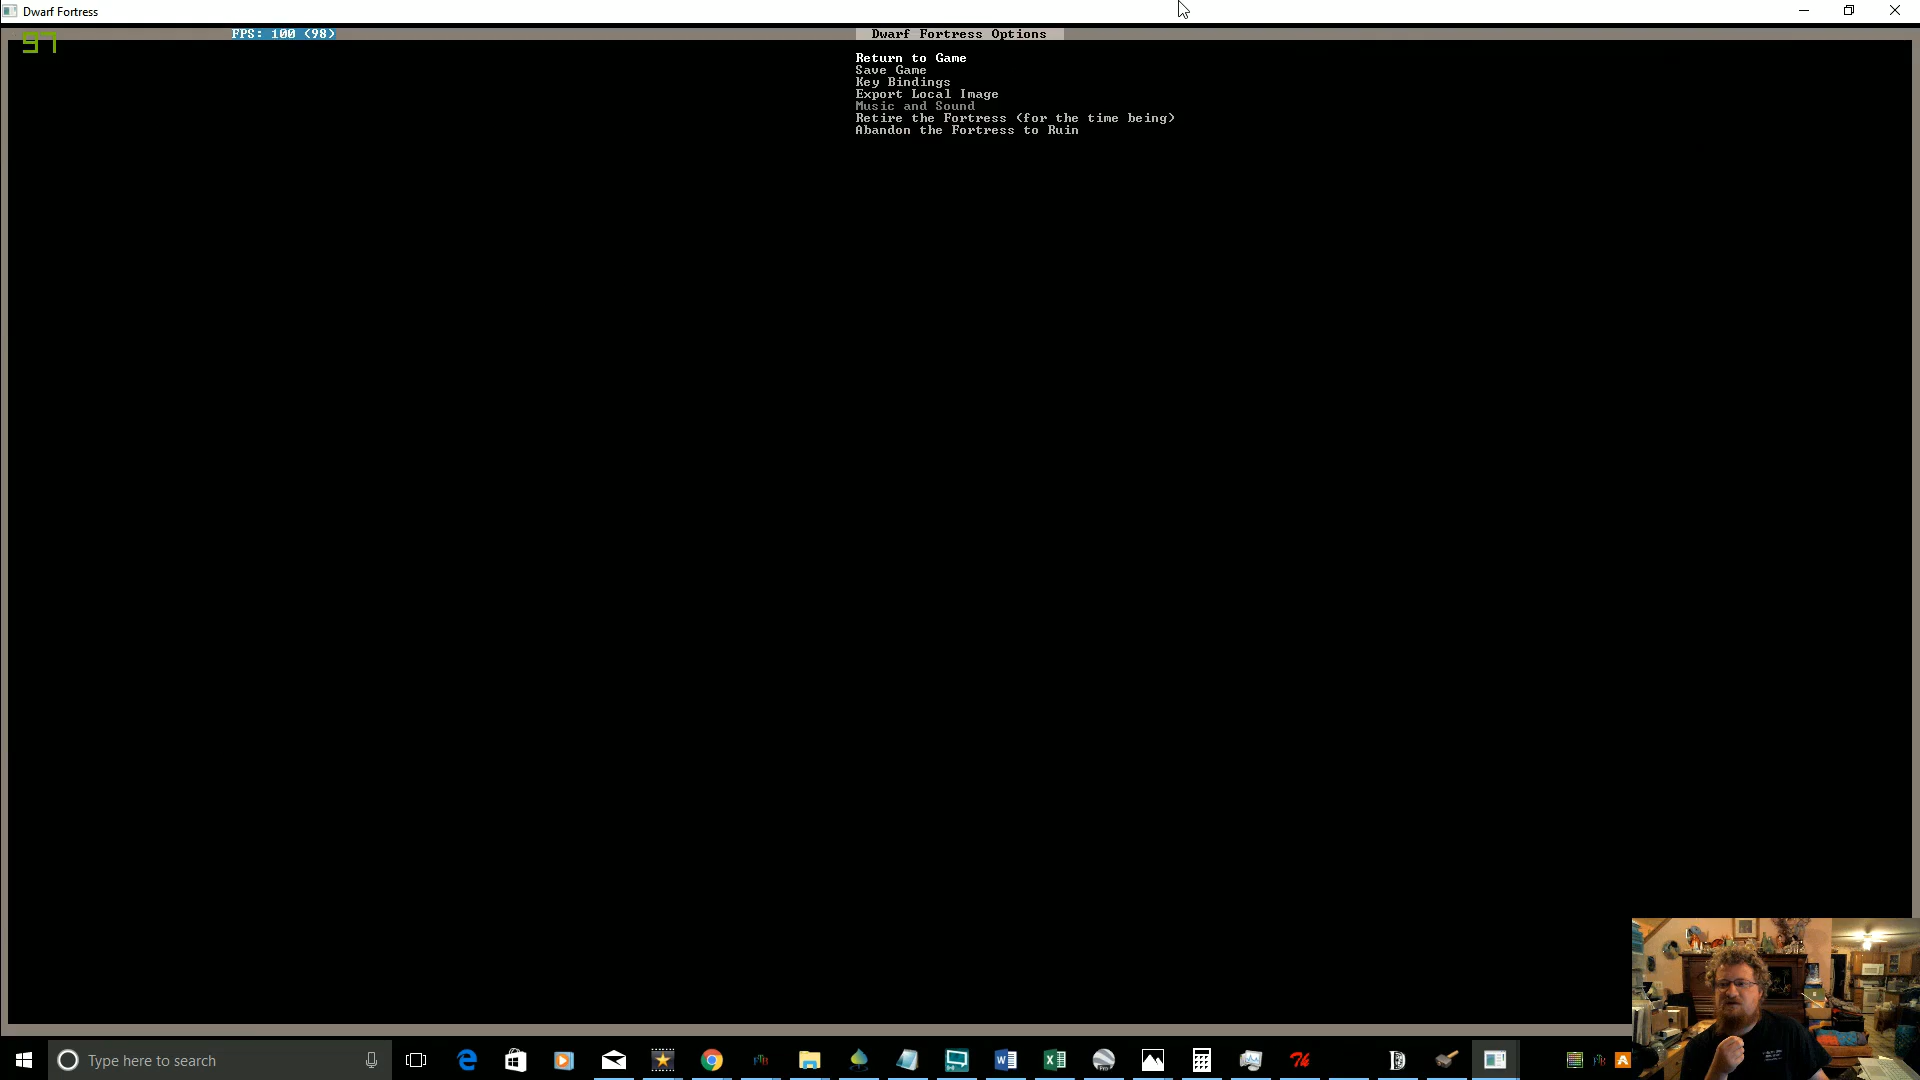 Dwarf Fortress
97
FPS: 100 (98)
Dwarf Fortress Options
Return to Game
Save Game
Key Bindings
Export Local Image
Music and Sound
Retire the Fortress (for the time being)
Abandon the Fortress to Ruin
Type here to search